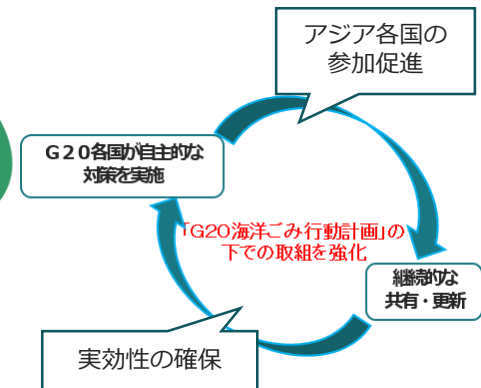 アジア各国の
参加促進
G20各国が自主的な
対策を実施
「G20海洋ごみ行動計画」の
下での取組を強化
継続的な
共有・更新
実効性の確保